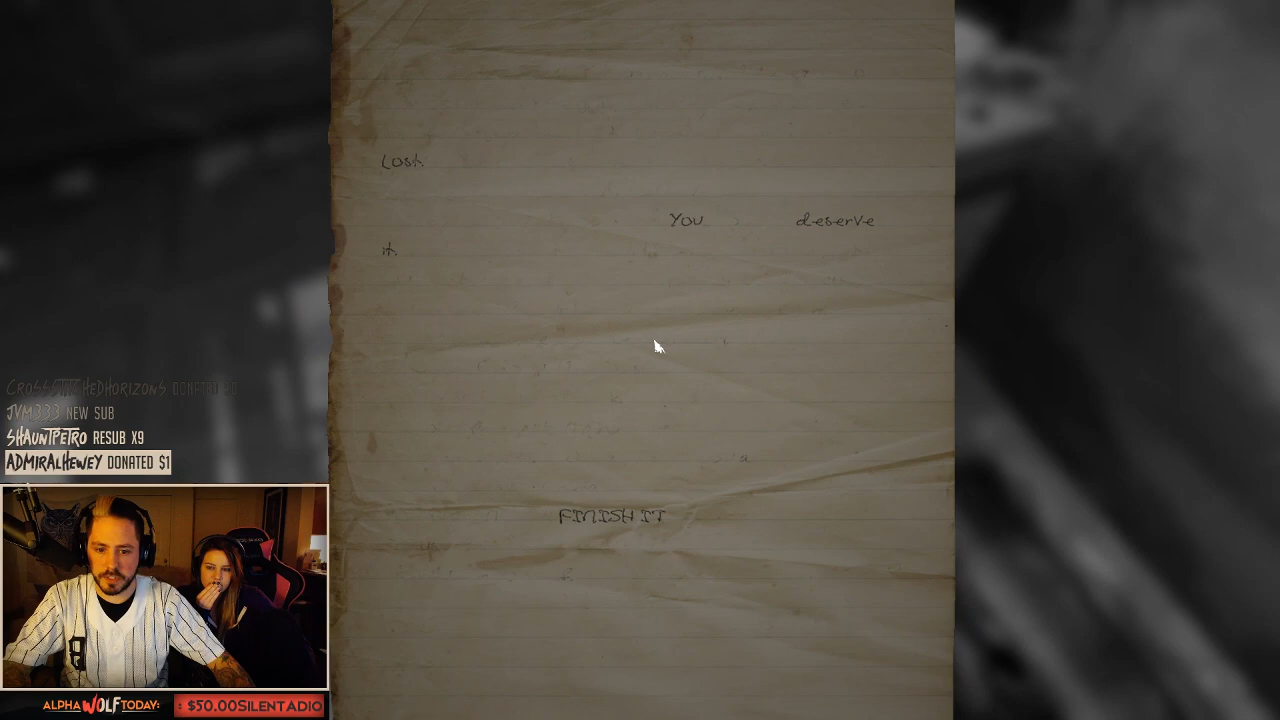 Lost.
You deserve
it.
FINISH IT
JVM333 NEW SUB
SHAUNTPETRO RESUB X9
ADMIRALHEWEY DONATED $1
ALPHA WOLF TODAY: : $50.00 SILENTADIO